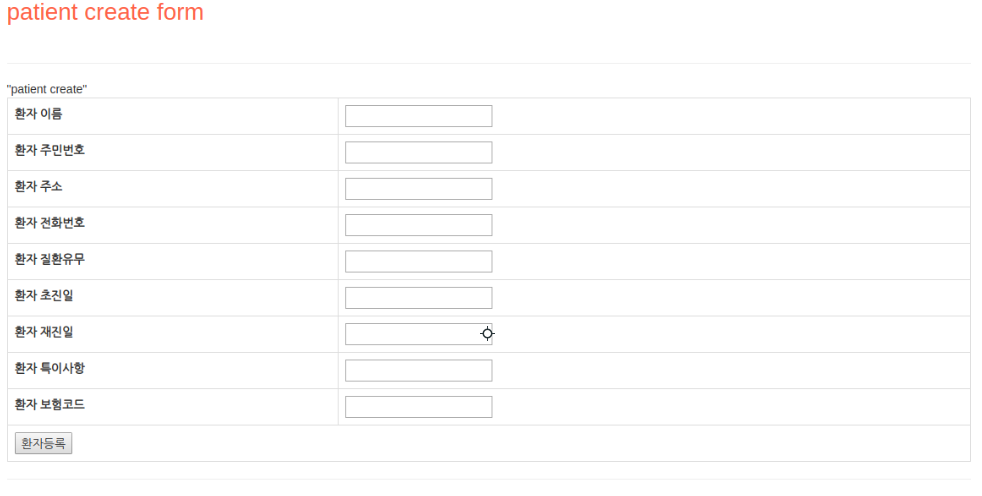 patient create form
"patient create"
환자 이름
환자 주민번호
환자 주소
환자 전화번호
환자 질환유무
환자 초진일
환자 재진일
환자 특이사항
환자 보험코드
환자등록